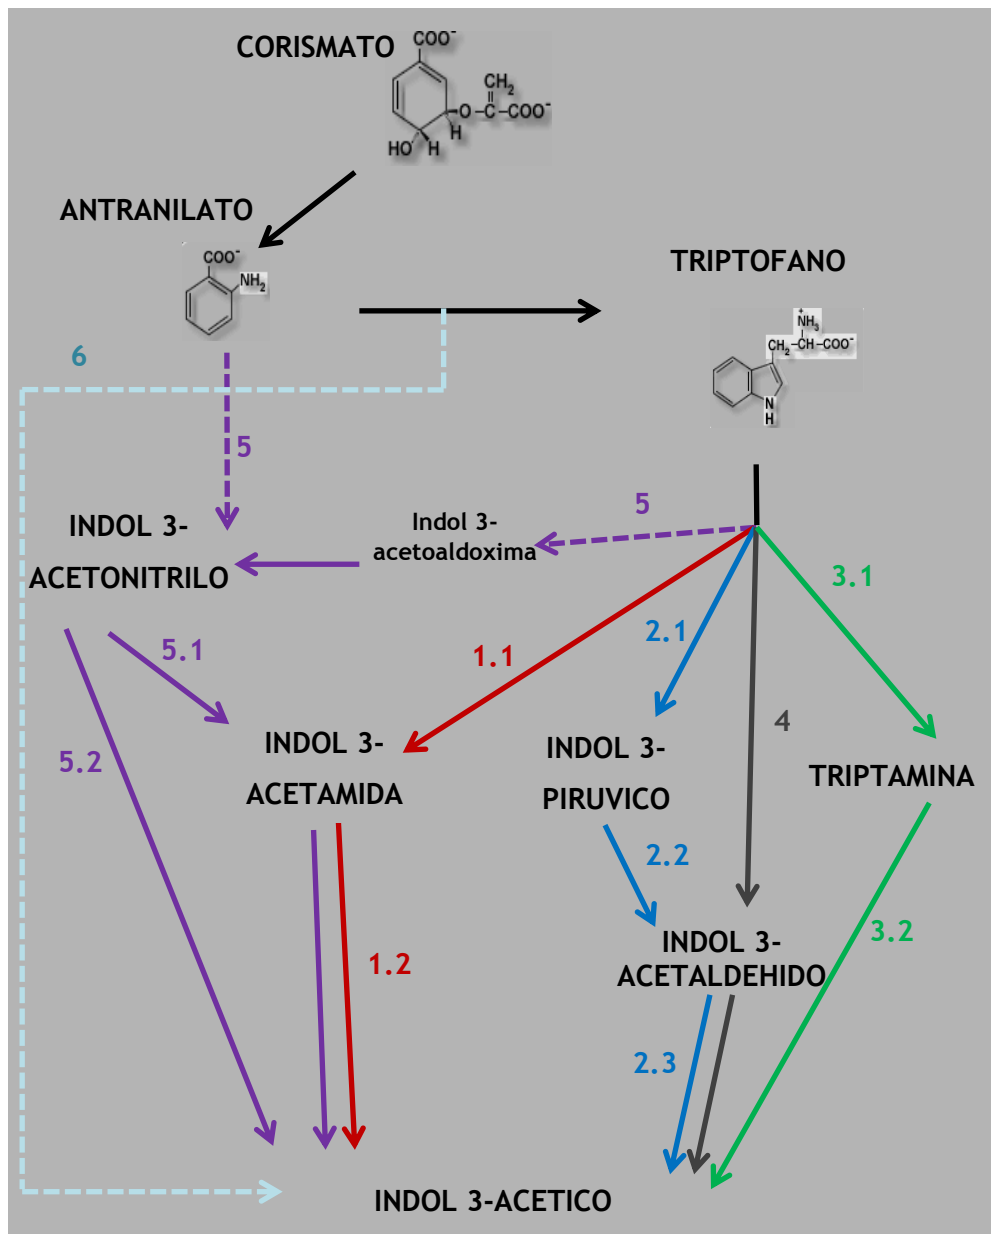 CORISMATO
COO⁻
CH₂
O–C–COO⁻
H
HO H
ANTRANILATO
COO⁻
NH₂
TRIPTOFANO
NH₃⁺
CH₂–CH–COO⁻
N
H
6
5
5
INDOL 3-
ACETONITRILO
Indol 3-
acetoaldoxima
3.1
2.1
5.1
1.1
4
5.2
INDOL 3-
ACETAMIDA
INDOL 3-
PIRUVICO
TRIPTAMINA
2.2
3.2
1.2
INDOL 3-
ACETALDEHIDO
2.3
INDOL 3-ACETICO